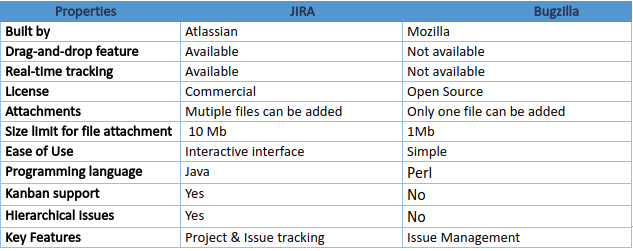 Properties JIRA Bugzilla
Built by Atlassian Mozilla
Drag-and-drop feature Available Not available
Real-time tracking Available Not available
License Commercial Open Source
Attachments Mutiple files can be added Only one file can be added
Size limit for file attachment 10 Mb 1Mb
Ease of Use Interactive interface Simple
Programming language Java Perl
Kanban support Yes No
Hierarchical issues Yes No
Key Features Project & Issue tracking Issue Management